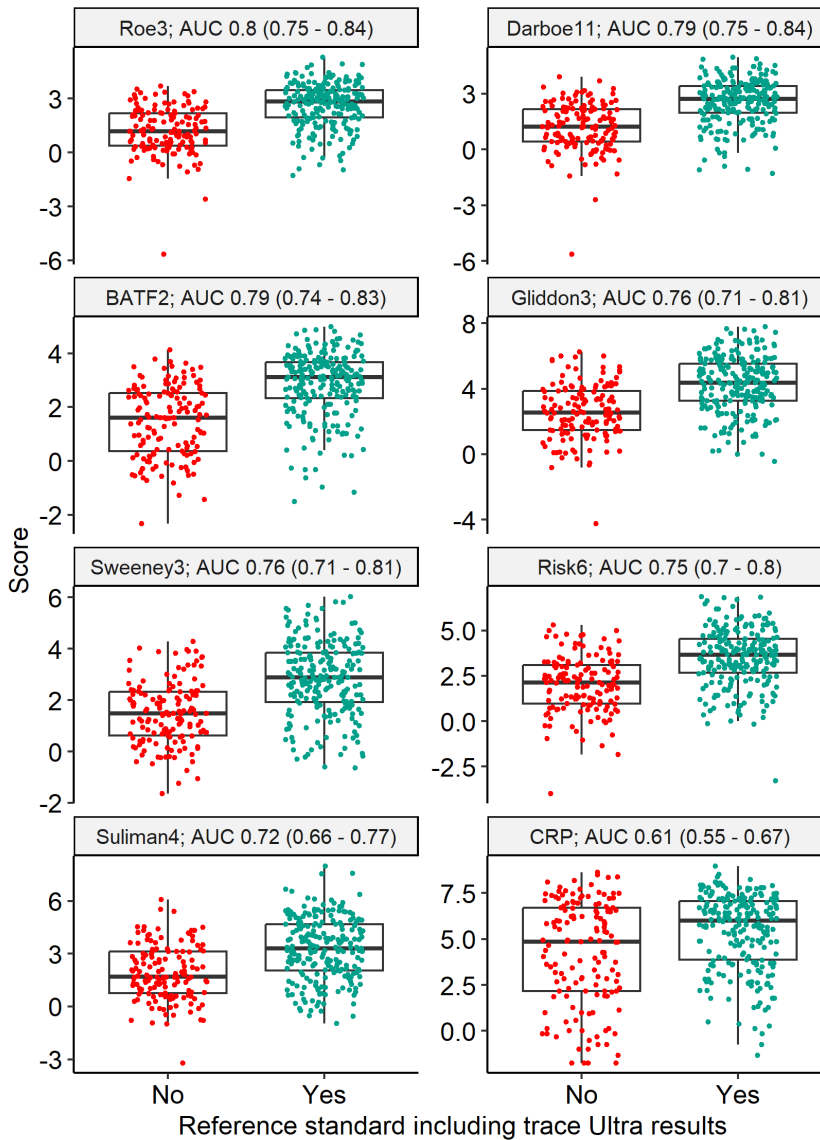 Roe3; AUC 0.8 (0.75 - 0.84)
3
0
-3
-6
Darboe11; AUC 0.79 (0.75 - 0.84)
3
0
-3
-6
BATF2; AUC 0.79 (0.74 - 0.83)
4
2
0
-2
Gliddon3; AUC 0.76 (0.71 - 0.81)
8
4
0
-4
Score
Sweeney3; AUC 0.76 (0.71 - 0.81)
6
4
2
0
-2
Risk6; AUC 0.75 (0.7 - 0.8)
5.0
2.5
0.0
-2.5
Suliman4; AUC 0.72 (0.66 - 0.77)
6
3
0
-3
CRP; AUC 0.61 (0.55 - 0.67)
7.5
5.0
2.5
0.0
No Yes
No Yes
Reference standard including trace Ultra results